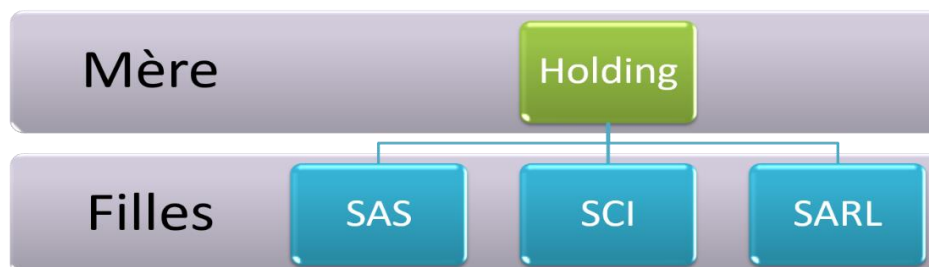 Mère
Holding
Filles
SAS
SCI
SARL